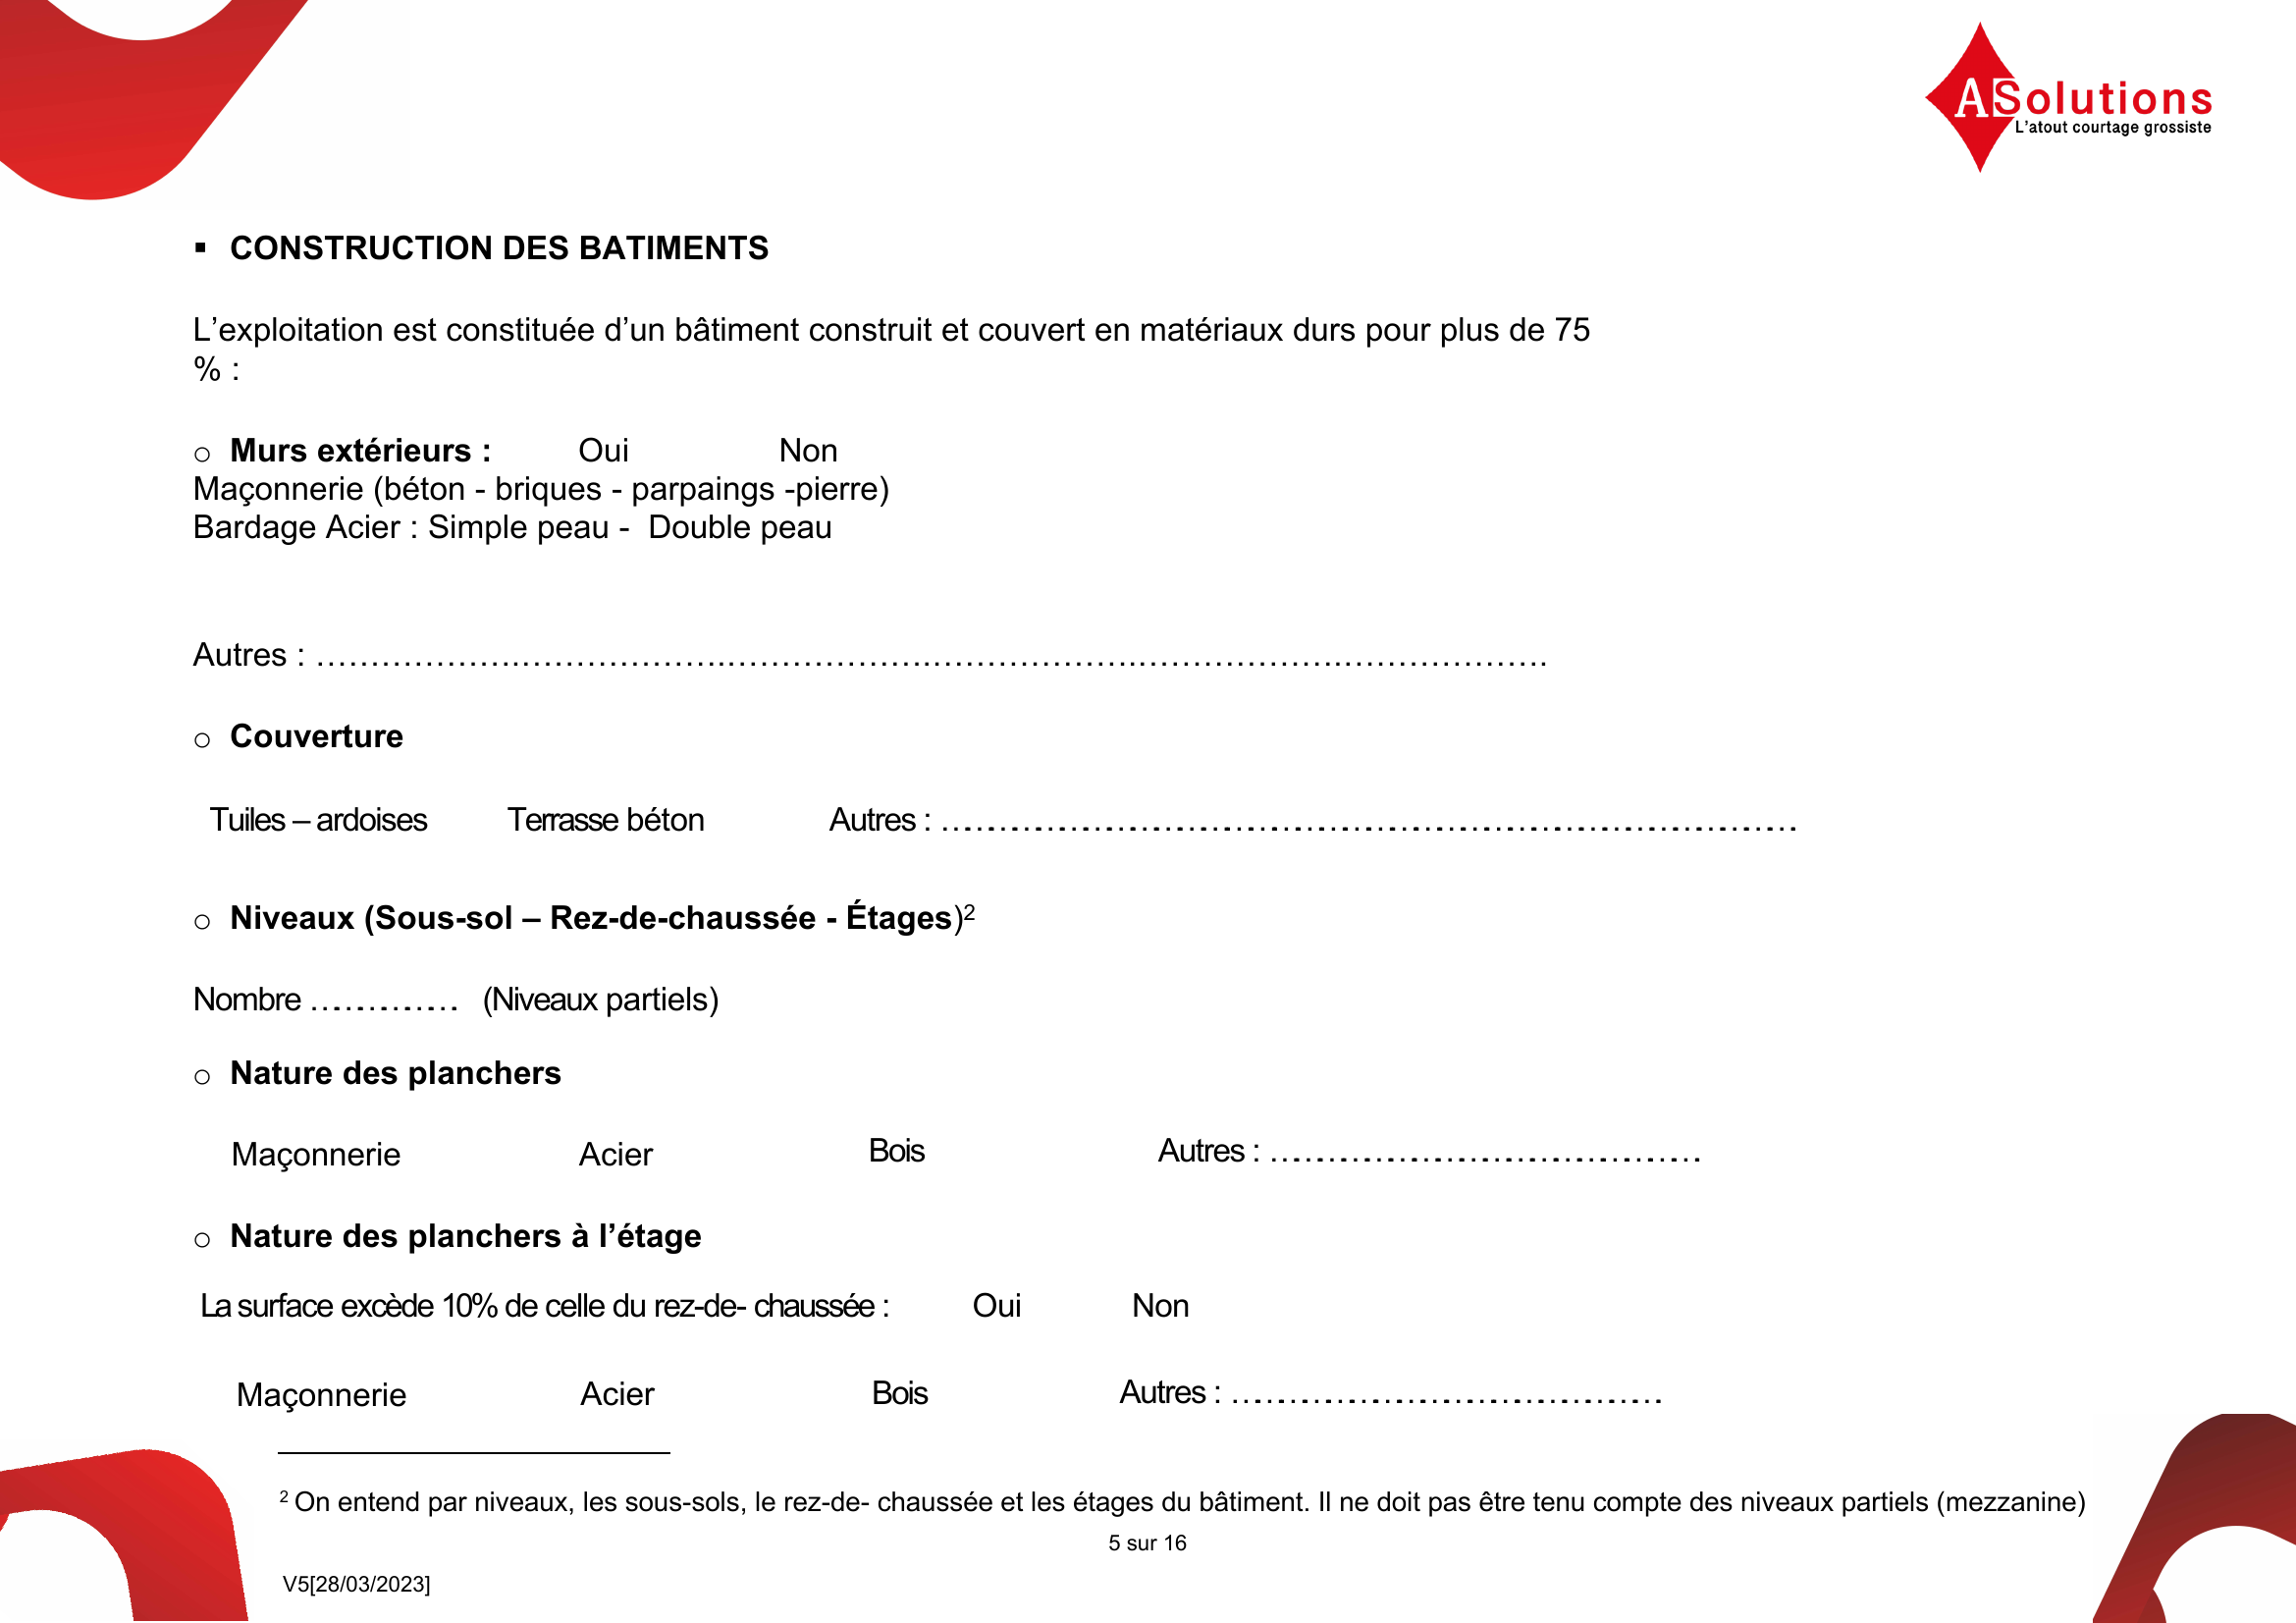 ASolutions
L’atout courtage grossiste
▪ CONSTRUCTION DES BATIMENTS
L’exploitation est constituée d’un bâtiment construit et couvert en matériaux durs pour plus de 75
% :
o Murs extérieurs : Oui Non
Maçonnerie (béton - briques - parpaings -pierre)
Bardage Acier : Simple peau - Double peau
Autres : ……………………………………………………………………………………………………….
o Couverture
Tuiles – ardoises Terrasse béton Autres : ………………………………………………………………………
o Niveaux (Sous-sol – Rez-de-chaussée - Étages)²
Nombre …………. (Niveaux partiels)
o Nature des planchers
Maçonnerie Acier Bois Autres : ………………………………….
o Nature des planchers à l’étage
La surface excède 10% de celle du rez-de- chaussée : Oui Non
Maçonnerie Acier Bois Autres : ………………………………….
² On entend par niveaux, les sous-sols, le rez-de- chaussée et les étages du bâtiment. Il ne doit pas être tenu compte des niveaux partiels (mezzanine)
5 sur 16
V5[28/03/2023]